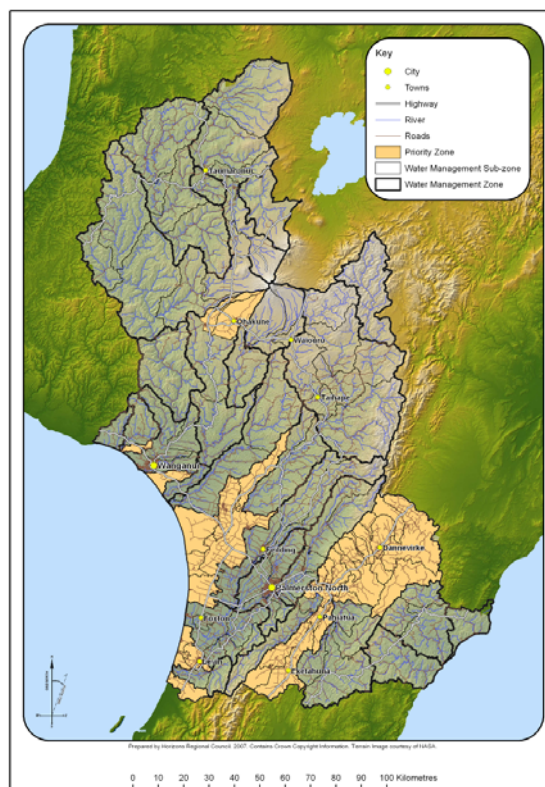 Key
City
Towns
Highway
River
Roads
Priority Zone
Water Management Sub-zone
Water Management Zone
Taumarunui
Ohakune
Waiouru
Taihape
Wanganui
Feilding
Dannevirke
Palmerston North
Foxton
Pahiatua
Levin
Eketahuna
Prepared by Horizons Regional Council, 2007. Contains Crown Copyright Information. Terrain Image courtesy of NASA.
0 10 20 30 40 50 60 70 80 90 100 Kilometres